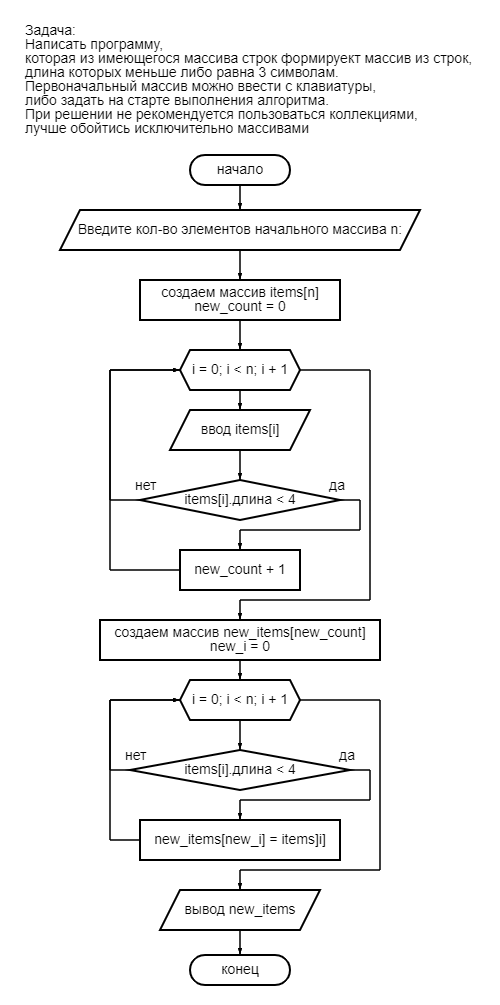 Задача:
Написать программу,
которая из имеющегося массива строк формируект массив из строк,
длина которых меньше либо равна 3 символам.
Первоначальный массив можно ввести с клавиатуры,
либо задать на старте выполнения алгоритма.
При решении не рекомендуется пользоваться коллекциями,
лучше обойтись исключительно массивами
начало
Введите кол-во элементов начального массива n:
создаем массив items[n]
new_count = 0
i = 0; i < n; i + 1
ввод items[i]
нет
да
items[i].длина < 4
new_count + 1
создаем массив new_items[new_count]
new_i = 0
i = 0; i < n; i + 1
нет
да
items[i].длина < 4
new_items[new_i] = items]i]
вывод new_items
конец